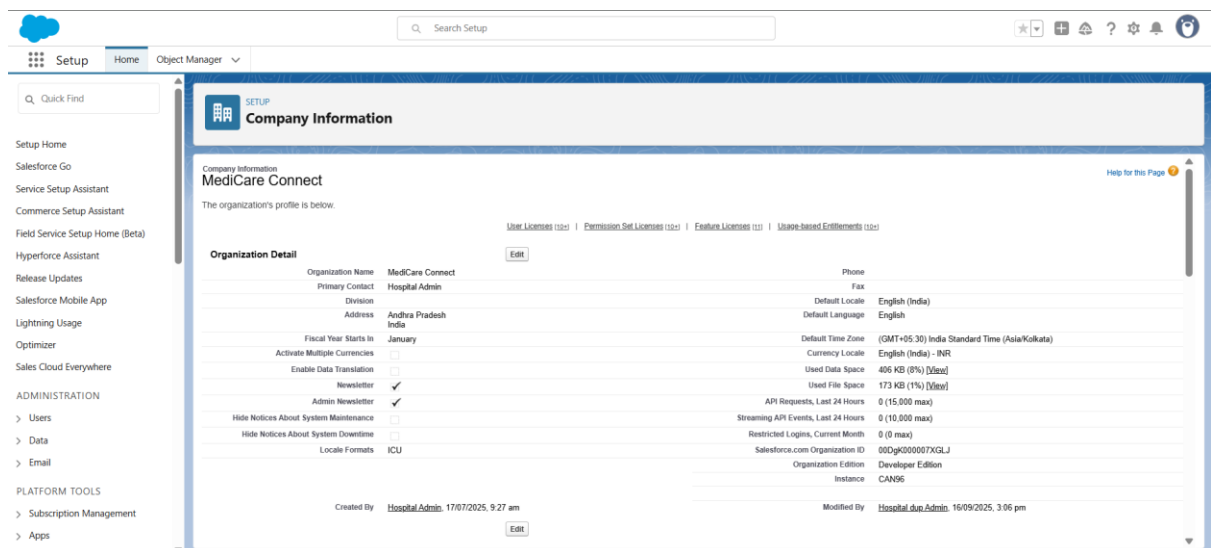 Search Setup
Setup
Home
Object Manager
Quick Find
Setup Home
Salesforce Go
Service Setup Assistant
Commerce Setup Assistant
Field Service Setup Home (Beta)
Hyperforce Assistant
Release Updates
Salesforce Mobile App
Lightning Usage
Optimizer
Sales Cloud Everywhere
ADMINISTRATION
Users
Data
Email
PLATFORM TOOLS
Subscription Management
Apps
SETUP
Company Information
Company Information
MediCare Connect
Help for this Page
The organization's profile is below.
User Licenses [10+] | Permission Set Licenses [10+] | Feature Licenses [11] | Usage-based Entitlements [10+]
Organization Detail Edit
Organization Name MediCare Connect Phone
Primary Contact Hospital Admin Fax
Division Default Locale English (India)
Address Andhra Pradesh Default Language English
India
Fiscal Year Starts In January Default Time Zone (GMT+05:30) India Standard Time (Asia/Kolkata)
Activate Multiple Currencies Currency Locale English (India) - INR
Enable Data Translation Used Data Space 406 KB (8%) [View]
Newsletter ✓ Used File Space 173 KB (1%) [View]
Admin Newsletter ✓ API Requests, Last 24 Hours 0 (15,000 max)
Hide Notices About System Maintenance Streaming API Events, Last 24 Hours 0 (10,000 max)
Hide Notices About System Downtime Restricted Logins, Current Month 0 (0 max)
Locale Formats ICU Salesforce.com Organization ID 00DgK000007XGLJ
Organization Edition Developer Edition
Instance CAN96
Created By Hospital Admin, 17/07/2025, 9:27 am Modified By Hospital dup Admin, 16/09/2025, 3:06 pm
Edit